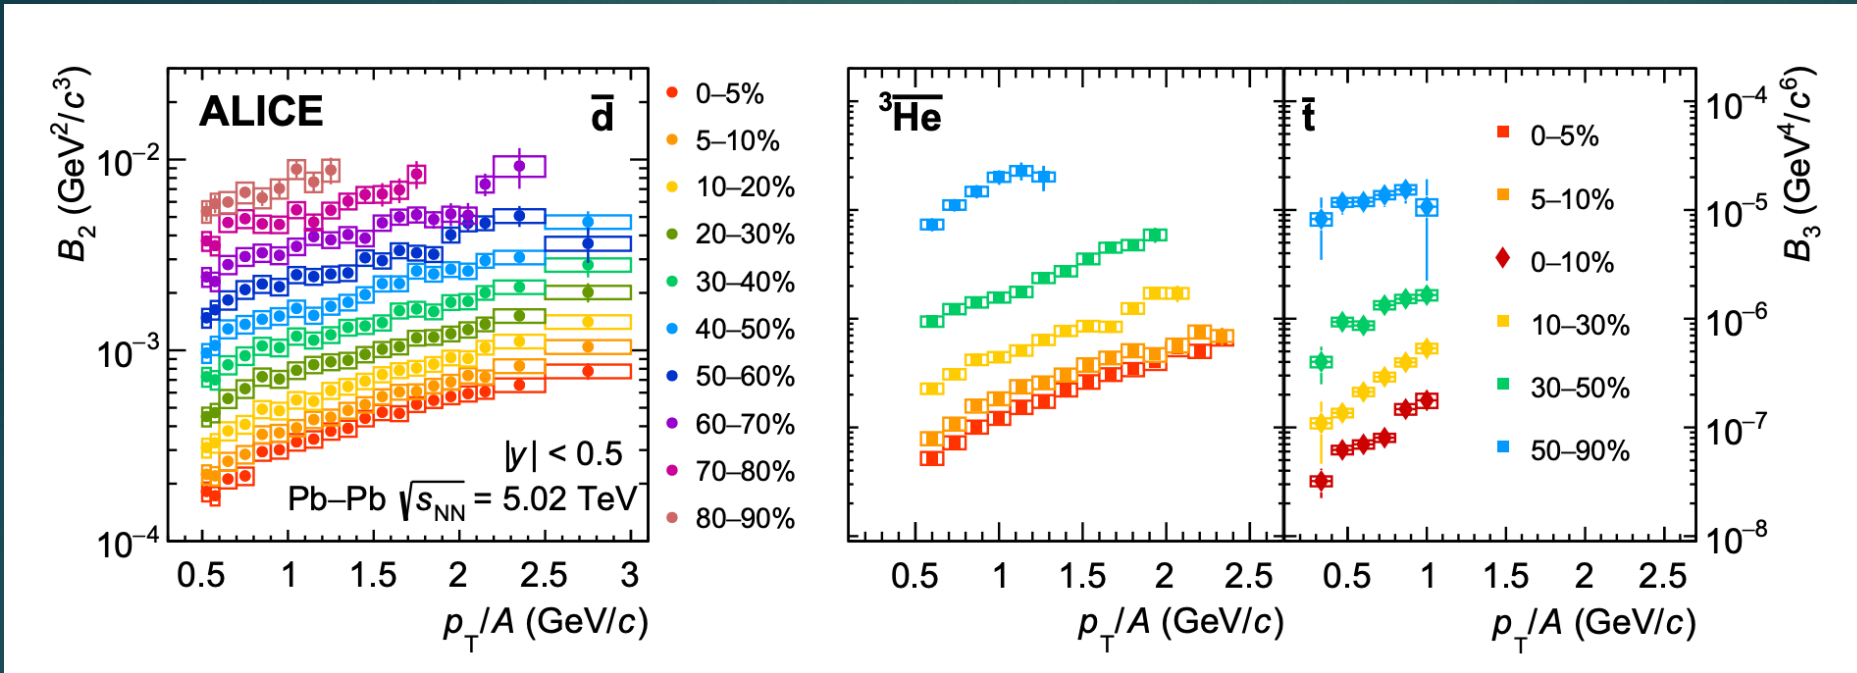 ALICE
d̅
B₂ (GeV²/c³)
10⁻²
10⁻³
10⁻⁴
|y| < 0.5
Pb–Pb √sNN = 5.02 TeV
0.5 1 1.5 2 2.5 3
pT/A (GeV/c)
0–5%
5–10%
10–20%
20–30%
30–40%
40–50%
50–60%
60–70%
70–80%
80–90%
³H̅e̅
0.5 1 1.5 2 2.5
pT/A (GeV/c)
t̅
0–5%
5–10%
0–10%
10–30%
30–50%
50–90%
0.5 1 1.5 2 2.5
pT/A (GeV/c)
10⁻⁴
10⁻⁵
10⁻⁶
10⁻⁷
10⁻⁸
B₃ (GeV⁴/c⁶)